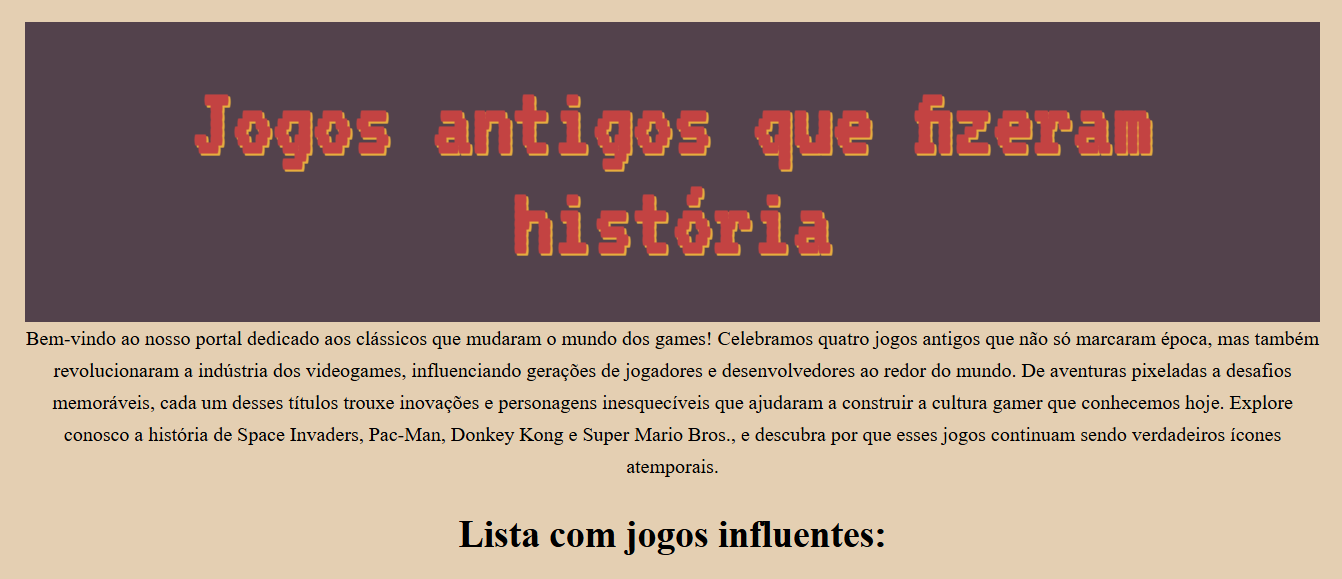 Jogos antigos que fizeram
história
Bem-vindo ao nosso portal dedicado aos clássicos que mudaram o mundo dos games! Celebramos quatro jogos antigos que não só marcaram época, mas também
revolucionaram a indústria dos videogames, influenciando gerações de jogadores e desenvolvedores ao redor do mundo. De aventuras pixeladas a desafios
memoráveis, cada um desses títulos trouxe inovações e personagens inesquecíveis que ajudaram a construir a cultura gamer que conhecemos hoje. Explore
conosco a história de Space Invaders, Pac-Man, Donkey Kong e Super Mario Bros., e descubra por que esses jogos continuam sendo verdadeiros ícones
atemporais.
Lista com jogos influentes: